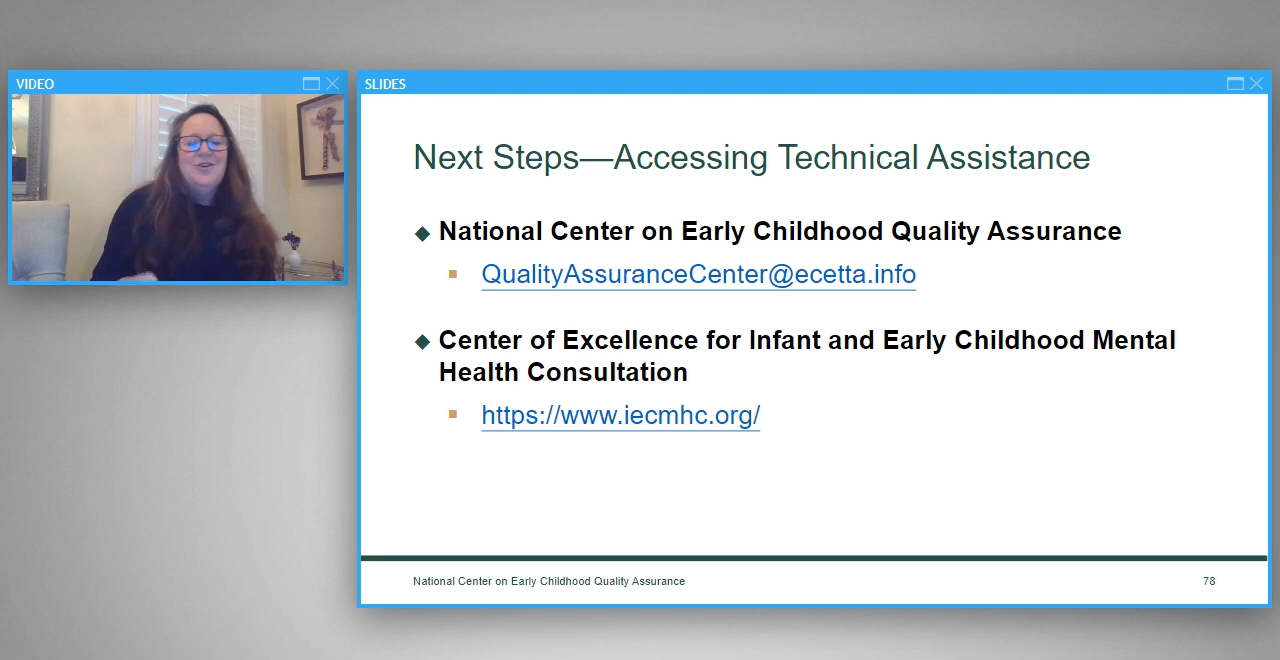 VIDEO
SLIDES
Next Steps—Accessing Technical Assistance
National Center on Early Childhood Quality Assurance
QualityAssuranceCenter@ecetta.info
Center of Excellence for Infant and Early Childhood Mental
Health Consultation
https://www.iecmhc.org/
National Center on Early Childhood Quality Assurance
78